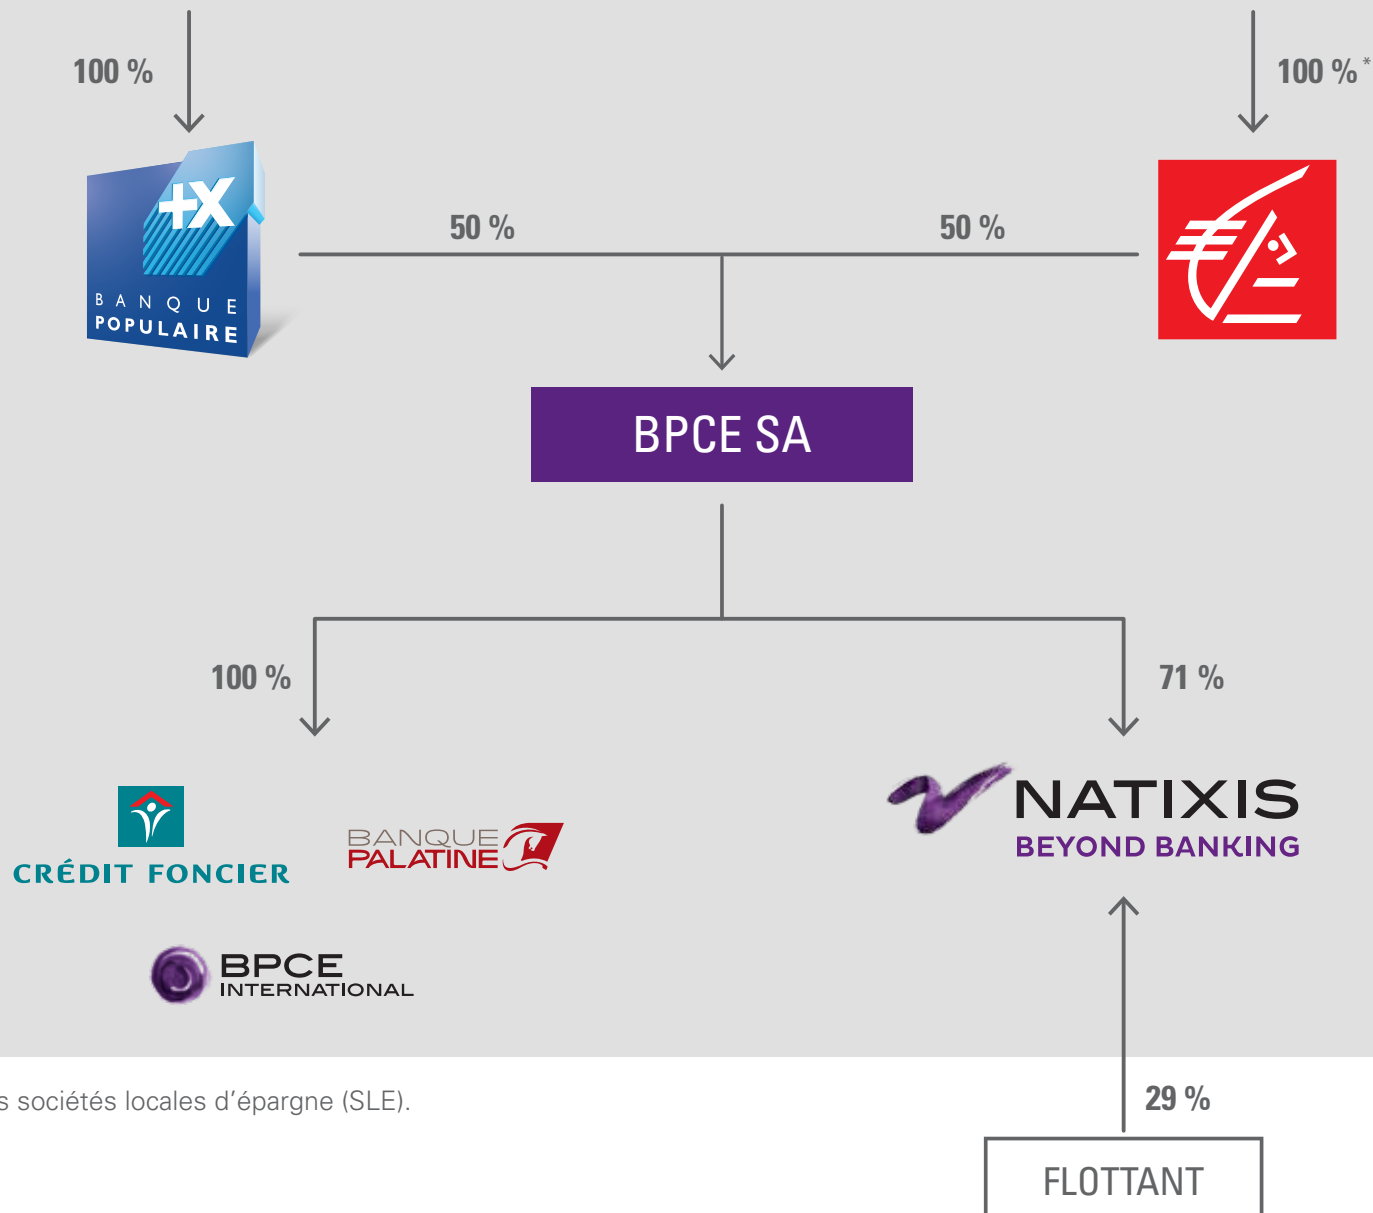 100 %
100 % *
+X
BANQUE
POPULAIRE
50 %
50 %
BPCE SA
100 %
71 %
CRÉDIT FONCIER
BANQUE
PALATINE
NATIXIS
BEYOND BANKING
BPCE
INTERNATIONAL
s sociétés locales d’épargne (SLE).
29 %
FLOTTANT